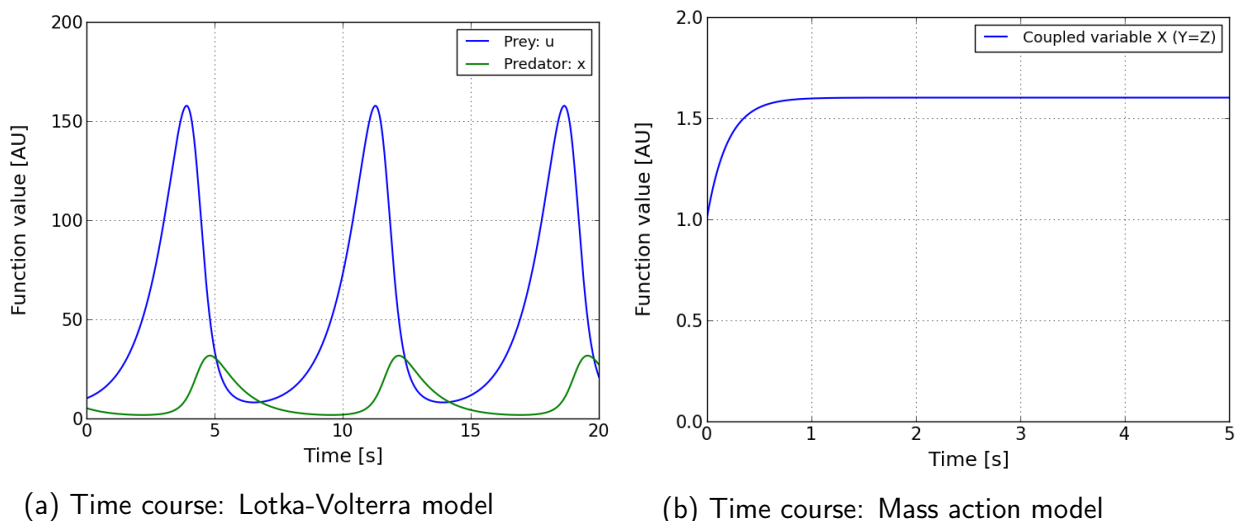 200
150
100
50
0
Function value [AU]
Prey: u
Predator: x
0 5 10 15 20
Time [s]
(a) Time course: Lotka-Volterra model
2.0
1.5
1.0
0.5
0.0
Function value [AU]
Coupled variable X (Y=Z)
0 1 2 3 4 5
Time [s]
(b) Time course: Mass action model